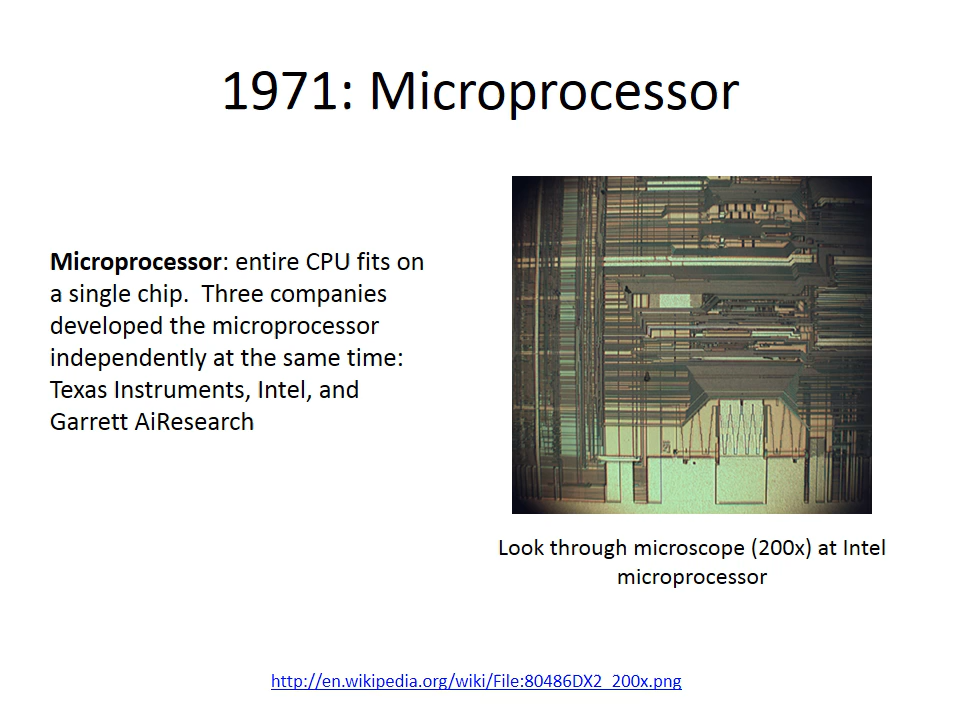 1971: Microprocessor
Microprocessor: entire CPU fits on
a single chip.  Three companies
developed the microprocessor
independently at the same time:
Texas Instruments, Intel, and
Garrett AiResearch
Look through microscope (200x) at Intel
microprocessor
http://en.wikipedia.org/wiki/File:80486DX2_200x.png